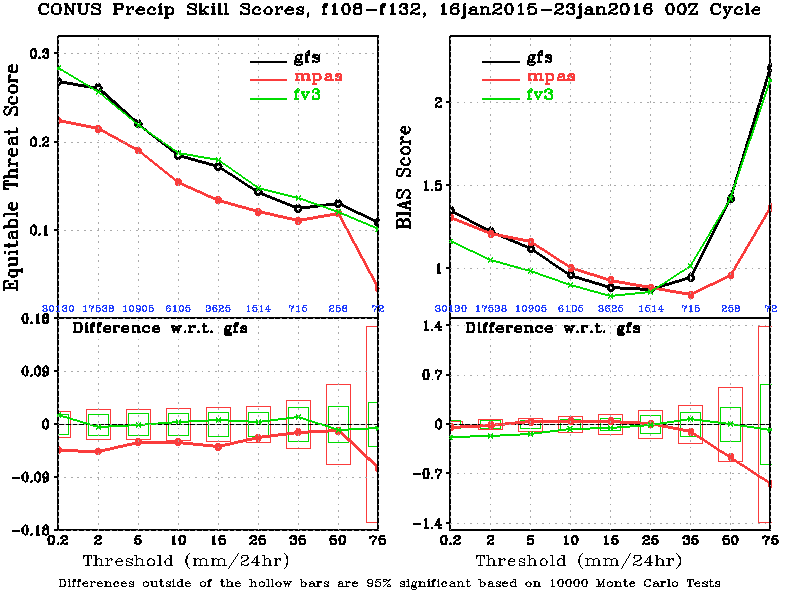 CONUS Precip Skill Scores, f108-f132, 16jan2015-23jan2016 00Z Cycle
Equitable Threat Score
0.3
0.2
0.1
gfs
mpas
fv3
30130 17538 10905 6105 3625 1514 715 258 72
BIAS Score
2
1.5
1
gfs
mpas
fv3
30130 17538 10905 6105 3625 1514 715 258 72
Difference w.r.t. gfs
0.18
0.09
0
-0.09
-0.18
0.2 2 5 10 15 25 35 50 75
Threshold (mm/24hr)
Difference w.r.t. gfs
1.4
0.7
0
-0.7
-1.4
0.2 2 5 10 15 25 35 50 75
Threshold (mm/24hr)
Differences outside of the hollow bars are 95% significant based on 10000 Monte Carlo Tests